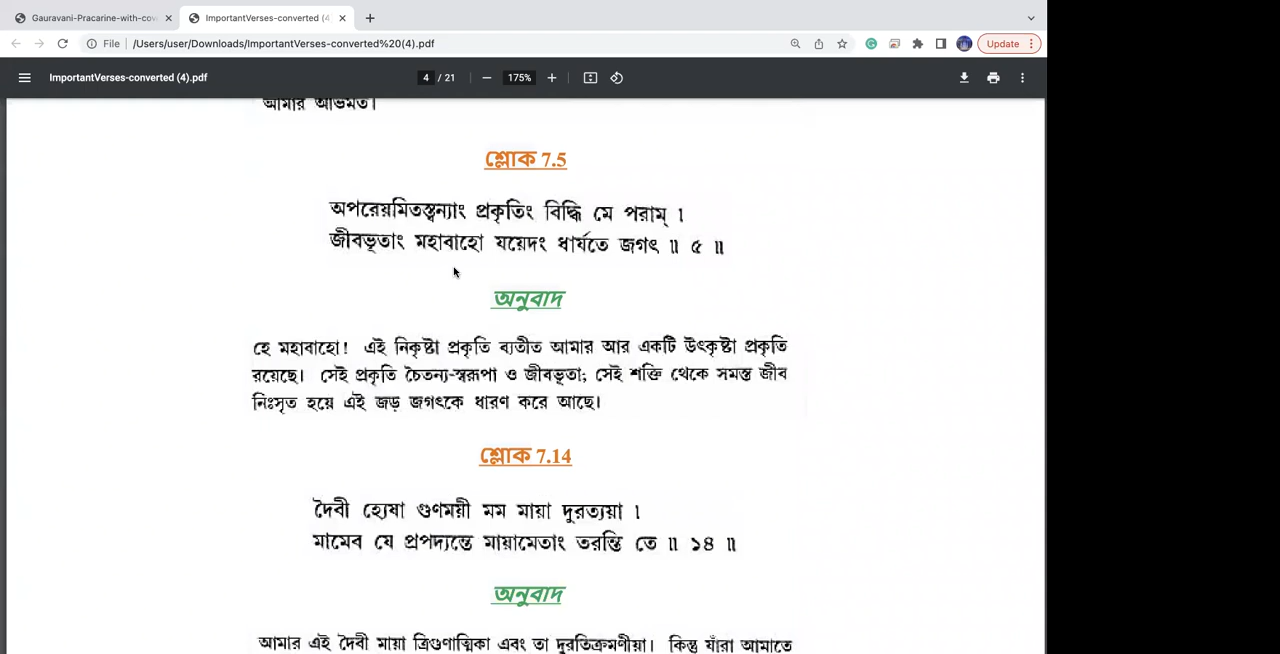 Gauravani-Pracarine-with-cov
ImportantVerses-converted (4
File
/Users/user/Downloads/ImportantVerses-converted%20(4).pdf
Update
ImportantVerses-converted (4).pdf
4 / 21
175%
আমার অভিমত।
শ্লোক 7.5
অপরেয়মিতস্ত্বন্যাং প্রকৃতিং বিদ্ধি মে পরাম্ ।
জীবভূতাং মহাবাহো যয়েদং ধার্যতে জগৎ ॥ ৫ ॥
অনুবাদ
হে মহাবাহো! এই নিকৃষ্টা প্রকৃতি ব্যতীত আমার আর একটি উৎকৃষ্টা প্রকৃতি
রয়েছে। সেই প্রকৃতি চৈতন্য-স্বরূপা ও জীবভূতা; সেই শক্তি থেকে সমস্ত জীব
নিঃসৃত হয়ে এই জড় জগৎকে ধারণ করে আছে।
শ্লোক 7.14
দৈবী হ্যেষা গুণময়ী মম মায়া দুরত্যয়া ।
মামেব যে প্রপদ্যন্তে মায়ামেতাং তরন্তি তে ॥ ১৪ ॥
অনুবাদ
আমার এই দৈবী মায়া ত্রিগুণাত্মিকা এবং তা দুরতিক্রমণীয়া। কিন্তু যাঁরা আমাতে